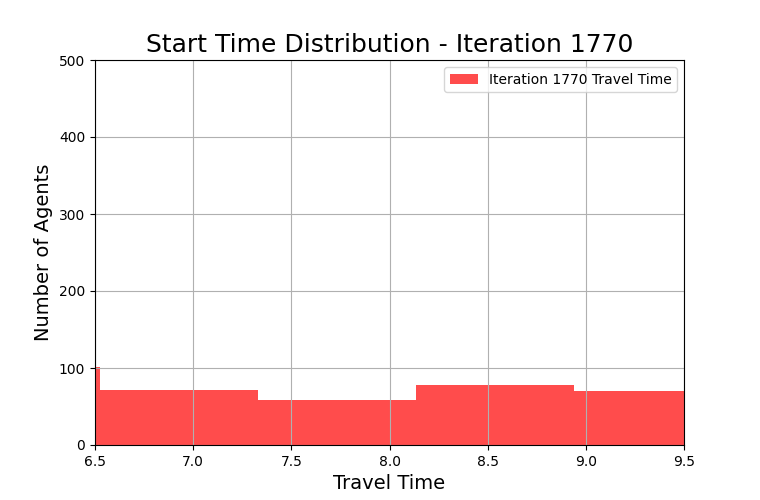 Start Time Distribution - Iteration 1770
500
400
300
200
100
0
Number of Agents
Iteration 1770 Travel Time
6.5 7.0 7.5 8.0 8.5 9.0 9.5
Travel Time